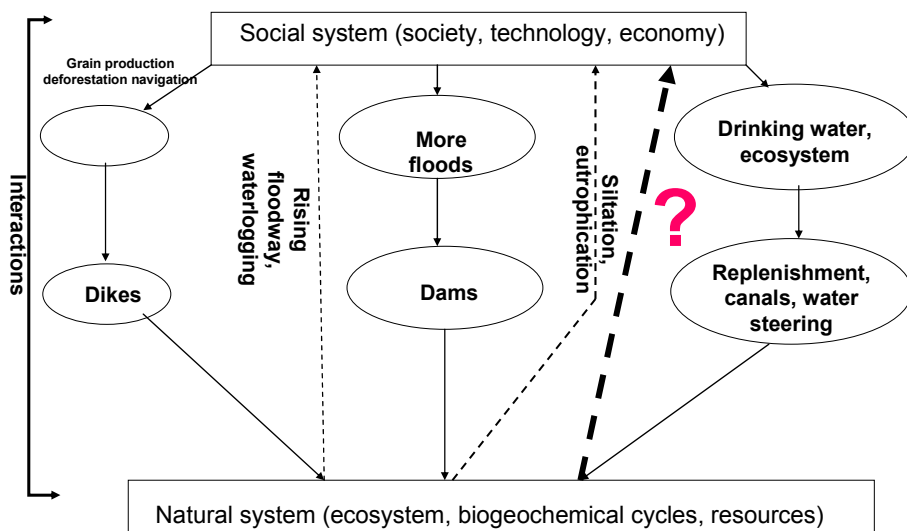 Social system (society, technology, economy)
Grain production
deforestation navigation
Interactions
Rising
floodway,
waterlogging
More
floods
Siltation,
eutrophication
?
Drinking water,
ecosystem
Dikes
Dams
Replenishment,
canals, water
steering
Natural system (ecosystem, biogeochemical cycles, resources)